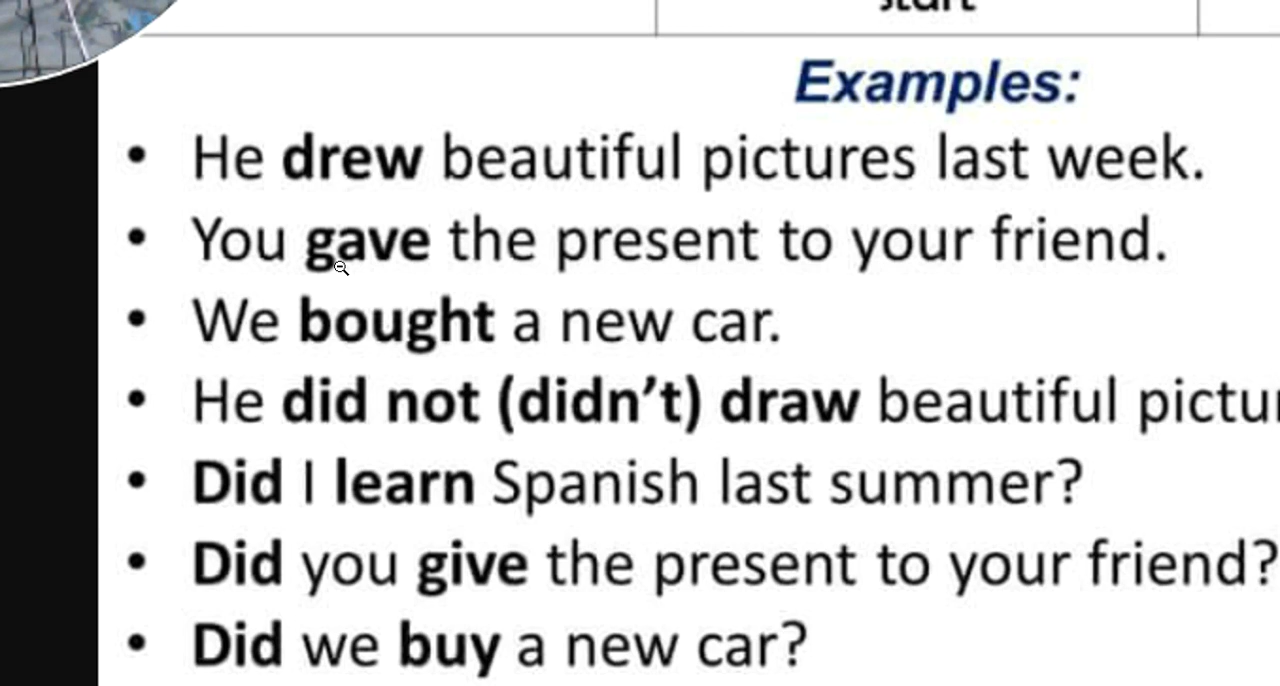 start
Examples:
• He drew beautiful pictures last week.
• You gave the present to your friend.
• We bought a new car.
• He did not (didn’t) draw beautiful
• Did I learn Spanish last summer?
• Did you give the present to your friend?
• Did we buy a new car?